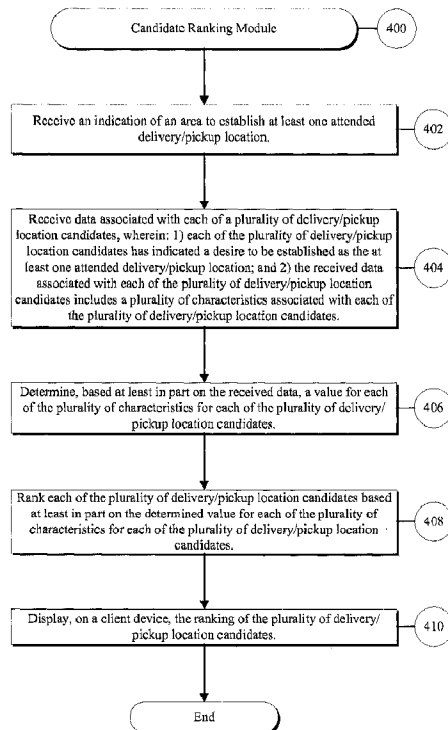 Candidate Ranking Module
400
Receive an indication of an area to establish at least one attended
delivery/pickup location.
402
Receive data associated with each of a plurality of delivery/pickup
location candidates, wherein: 1) each of the plurality of delivery/pickup
location candidates has indicated a desire to be established as the at
least one attended delivery/pickup location; and 2) the received data
associated with each of the plurality of delivery/pickup location
candidates includes a plurality of characteristics associated with each of
the plurality of delivery/pickup location candidates.
404
Determine, based at least in part on the received data, a value for each
of the plurality of characteristics for each of the plurality of delivery/
pickup location candidates.
406
Rank each of the plurality of delivery/pickup location candidates based
at least in part on the determined value for each of the plurality of
characteristics for each of the plurality of delivery/pickup location
candidates.
408
Display, on a client device, the ranking of the plurality of delivery/
pickup location candidates.
410
End